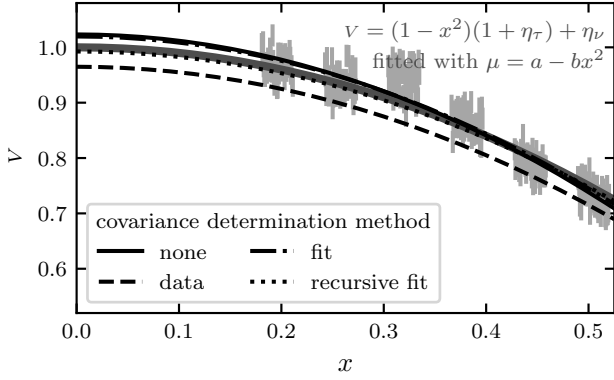 V = (1 − x²)(1 + η_τ) + η_ν
fitted with μ = a − bx²
1.0
0.9
0.8
0.7
0.6
V
covariance determination method
none
fit
data
recursive fit
0.0 0.1 0.2 0.3 0.4 0.5
x